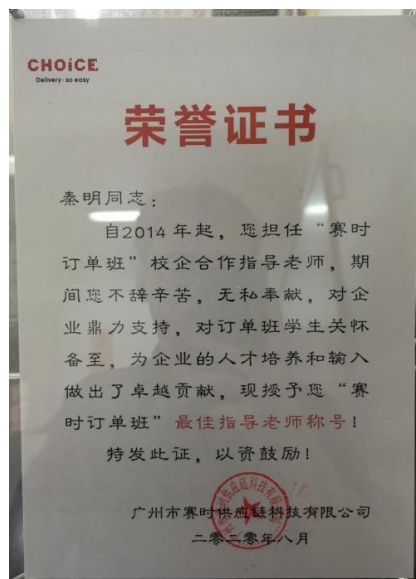 CHOiCE
Delivery·so easy
荣誉证书
秦明同志：
自2014年起，您担任“赛时
订单班”校企合作指导老师，期
间您不辞辛苦，无私奉献，对企
业鼎力支持，对订单班学生关怀
备至，为企业的人才培养和输入
做出了卓越贡献，现授予您“赛
时订单班”最佳指导老师称号！
特发此证，以资鼓励！
广州市赛时供应链科技有限公司
二零二零年八月